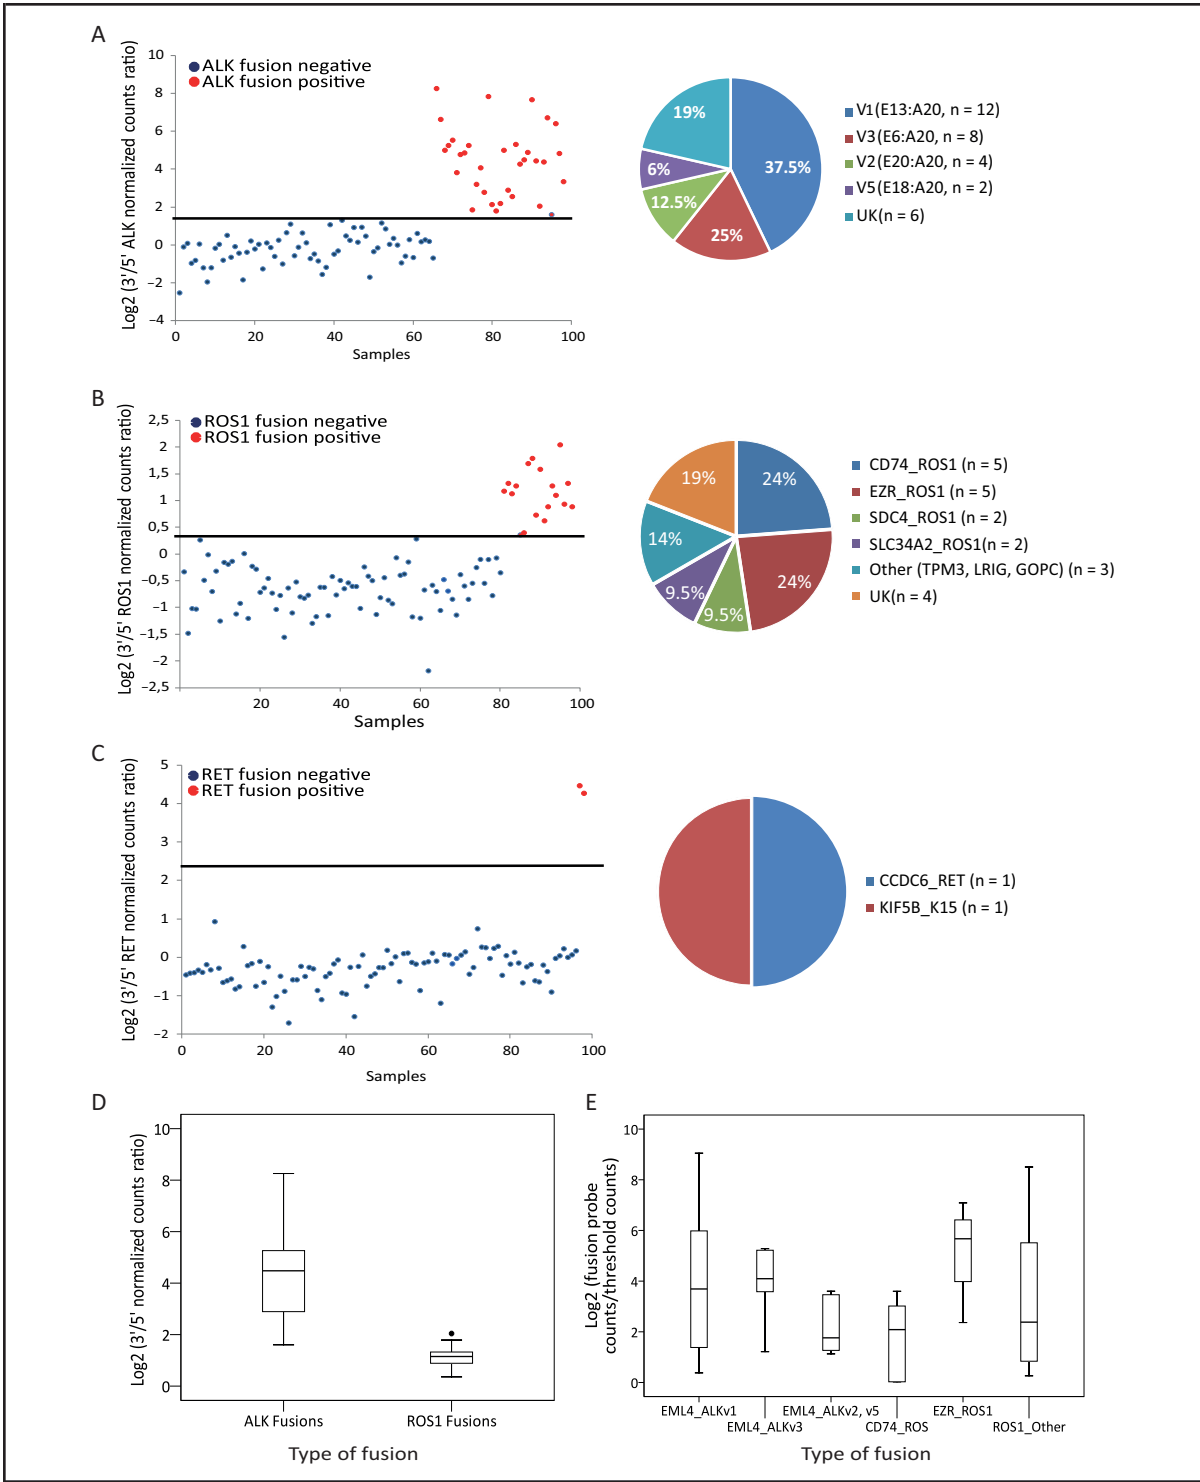 A
Log2 (3'/5' ALK normalized counts ratio)
10
8
6
4
2
0
−2
−4
ALK fusion negative
ALK fusion positive
0
20
40
60
80
100
Samples
19%
37.5%
6%
12.5%
25%
V1(E13:A20, n = 12)
V3(E6:A20, n = 8)
V2(E20:A20, n = 4)
V5(E18:A20, n = 2)
UK(n = 6)
B
Log2 (3'/5' ROS1 normalized counts ratio)
2,5
2
1,5
1
0,5
0
−0,5
−1
−1,5
−2
−2,5
ROS1 fusion negative
ROS1 fusion positive
20
40
60
80
100
Samples
19%
24%
14%
24%
9.5%
9.5%
CD74_ROS1 (n = 5)
EZR_ROS1 (n = 5)
SDC4_ROS1 (n = 2)
SLC34A2_ROS1(n = 2)
Other (TPM3, LRIG, GOPC) (n = 3)
UK(n = 4)
C
Log2 (3'/5' RET normalized counts ratio)
5
4
3
2
1
0
−1
−2
RET fusion negative
RET fusion positive
0
20
40
60
80
100
Samples
CCDC6_RET (n = 1)
KIF5B_K15 (n = 1)
D
Log2 (3'/5' normalized counts ratio)
10
8
6
4
2
0
ALK Fusions
ROS1 Fusions
Type of fusion
E
Log2 (fusion probe
counts/threshold counts)
10
8
6
4
2
0
EML4_ALKv1
EML4_ALKv3
EML4_ALKv2, v5
CD74_ROS
EZR_ROS1
ROS1_Other
Type of fusion